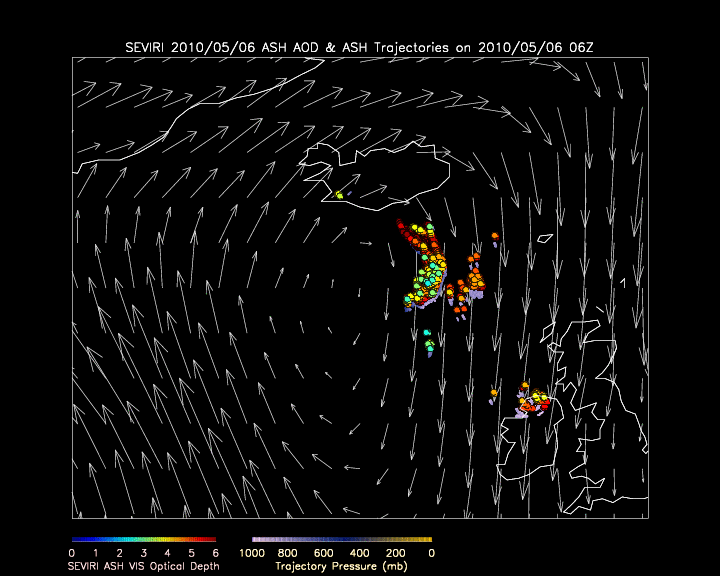 SEVIRI 2010/05/06 ASH AOD & ASH Trajectories on 2010/05/06 06Z
0 1 2 3 4 5 6
SEVIRI ASH VIS Optical Depth
1000 800 600 400 200 0
Trajectory Pressure (mb)